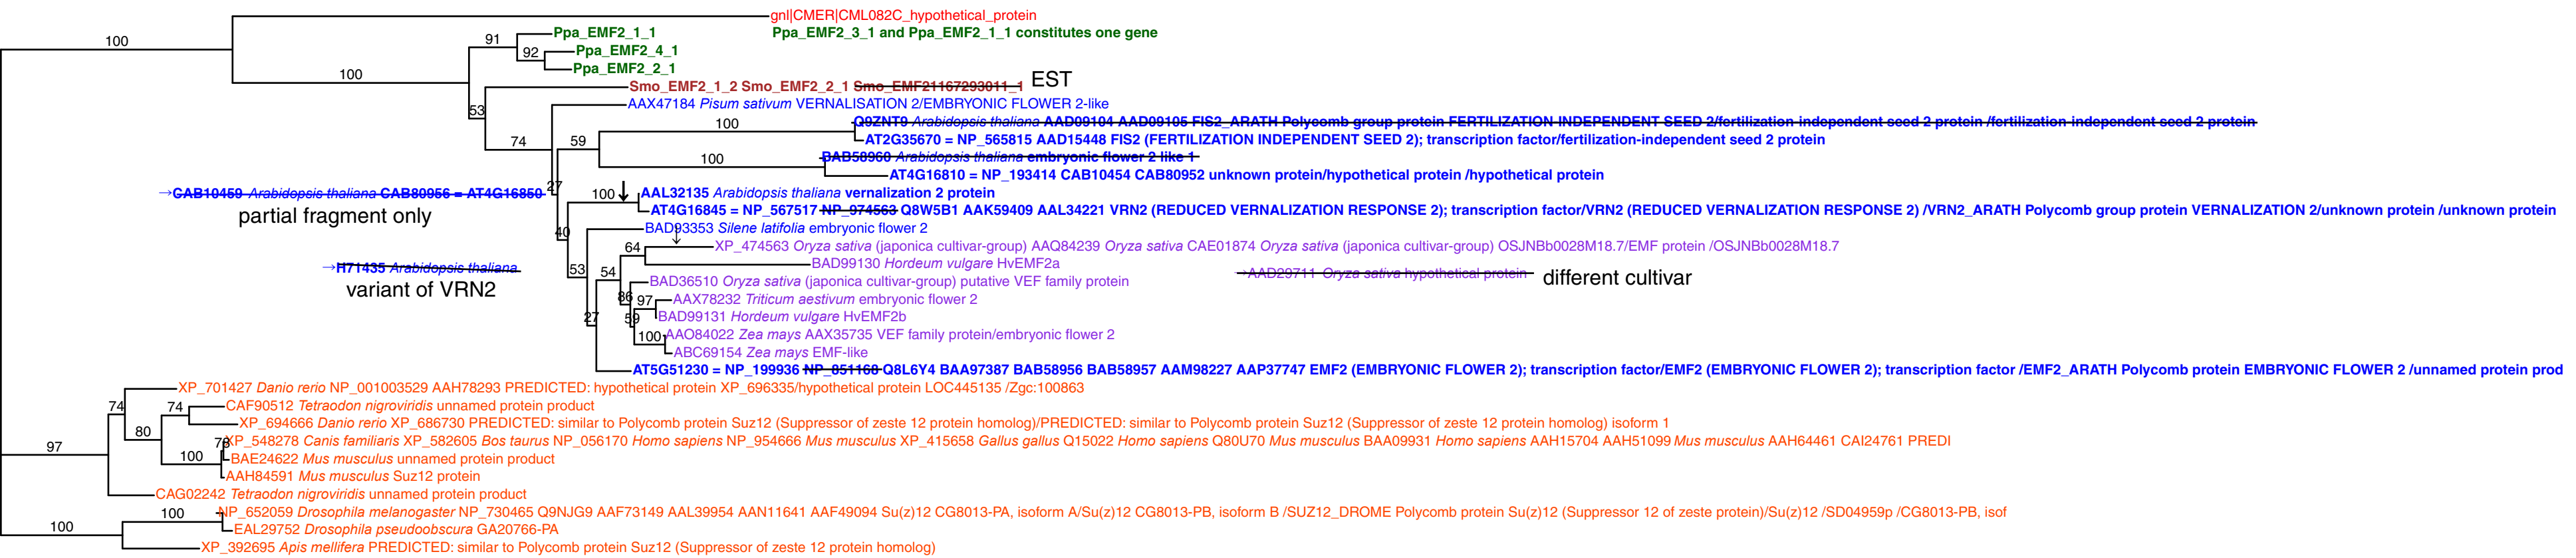 gnl|CMER|CML082C_hypothetical_protein
Ppa_EMF2_1_1 Ppa_EMF2_3_1 and Ppa_EMF2_1_1 constitutes one gene
100
91
92
Ppa_EMF2_4_1
Ppa_EMF2_2_1
100
Smo_EMF2_1_2 Smo_EMF2_2_1 Smo_EMF21167293011_1 EST
53
AAX47184 Pisum sativum VERNALISATION 2/EMBRYONIC FLOWER 2-like
100
Q9ZNT9 Arabidopsis thaliana AAD09104 AAD09105 FIS2_ARATH Polycomb group protein FERTILIZATION-INDEPENDENT SEED 2/fertilization-independent seed 2 protein /fertilization-independent seed 2 protein
74
59
AT2G35670 = NP_565815 AAD15448 FIS2 (FERTILIZATION INDEPENDENT SEED 2); transcription factor/fertilization-independent seed 2 protein
100
BAB58960 Arabidopsis thaliana embryonic flower 2 like 1
AT4G16810 = NP_193414 CAB10454 CAB80952 unknown protein/hypothetical protein /hypothetical protein
→CAB10459 Arabidopsis thaliana CAB80956 = AT4G16850
27
100
AAL32135 Arabidopsis thaliana vernalization 2 protein
partial fragment only
AT4G16845 = NP_567517 NP_974563 Q8W5B1 AAK59409 AAL34221 VRN2 (REDUCED VERNALIZATION RESPONSE 2); transcription factor/VRN2 (REDUCED VERNALIZATION RESPONSE 2) /VRN2_ARATH Polycomb group protein VERNALIZATION 2/unknown protein /unknown protein
40
BAD93353 Silene latifolia embryonic flower 2
64
XP_474563 Oryza sativa (japonica cultivar-group) AAQ84239 Oryza sativa CAE01874 Oryza sativa (japonica cultivar-group) OSJNBb0028M18.7/EMF protein /OSJNBb0028M18.7
→H71435 Arabidopsis thaliana
53
54
BAD99130 Hordeum vulgare HvEMF2a
→AAD29711 Oryza sativa hypothetical protein different cultivar
variant of VRN2
BAD36510 Oryza sativa (japonica cultivar-group) putative VEF family protein
86
97
AAX78232 Triticum aestivum embryonic flower 2
27
59
BAD99131 Hordeum vulgare HvEMF2b
100
AAO84022 Zea mays AAX35735 VEF family protein/embryonic flower 2
ABC69154 Zea mays EMF-like
AT5G51230 = NP_199936 NP_851168 Q8L6Y4 BAA97387 BAB58956 BAB58957 AAM98227 AAP37747 EMF2 (EMBRYONIC FLOWER 2); transcription factor/EMF2 (EMBRYONIC FLOWER 2); transcription factor /EMF2_ARATH Polycomb protein EMBRYONIC FLOWER 2 /unnamed protein prod
XP_701427 Danio rerio NP_001003529 AAH78293 PREDICTED: hypothetical protein XP_696335/hypothetical protein LOC445135 /Zgc:100863
74
74
CAF90512 Tetraodon nigroviridis unnamed protein product
XP_694666 Danio rerio XP_686730 PREDICTED: similar to Polycomb protein Suz12 (Suppressor of zeste 12 protein homolog)/PREDICTED: similar to Polycomb protein Suz12 (Suppressor of zeste 12 protein homolog) isoform 1
80
XP_548278 Canis familiaris XP_582605 Bos taurus NP_056170 Homo sapiens NP_954666 Mus musculus XP_415658 Gallus gallus Q15022 Homo sapiens Q80U70 Mus musculus BAA09931 Homo sapiens AAH15704 AAH51099 Mus musculus AAH64461 CAI24761 PREDI
97
100
BAE24622 Mus musculus unnamed protein product
AAH84591 Mus musculus Suz12 protein
CAG02242 Tetraodon nigroviridis unnamed protein product
100
NP_652059 Drosophila melanogaster NP_730465 Q9NJG9 AAF73149 AAL39954 AAN11641 AAF49094 Su(z)12 CG8013-PA, isoform A/Su(z)12 CG8013-PB, isoform B /SUZ12_DROME Polycomb protein Su(z)12 (Suppressor 12 of zeste protein)/Su(z)12 /SD04959p /CG8013-PB, isof
100
EAL29752 Drosophila pseudoobscura GA20766-PA
XP_392695 Apis mellifera PREDICTED: similar to Polycomb protein Suz12 (Suppressor of zeste 12 protein homolog)